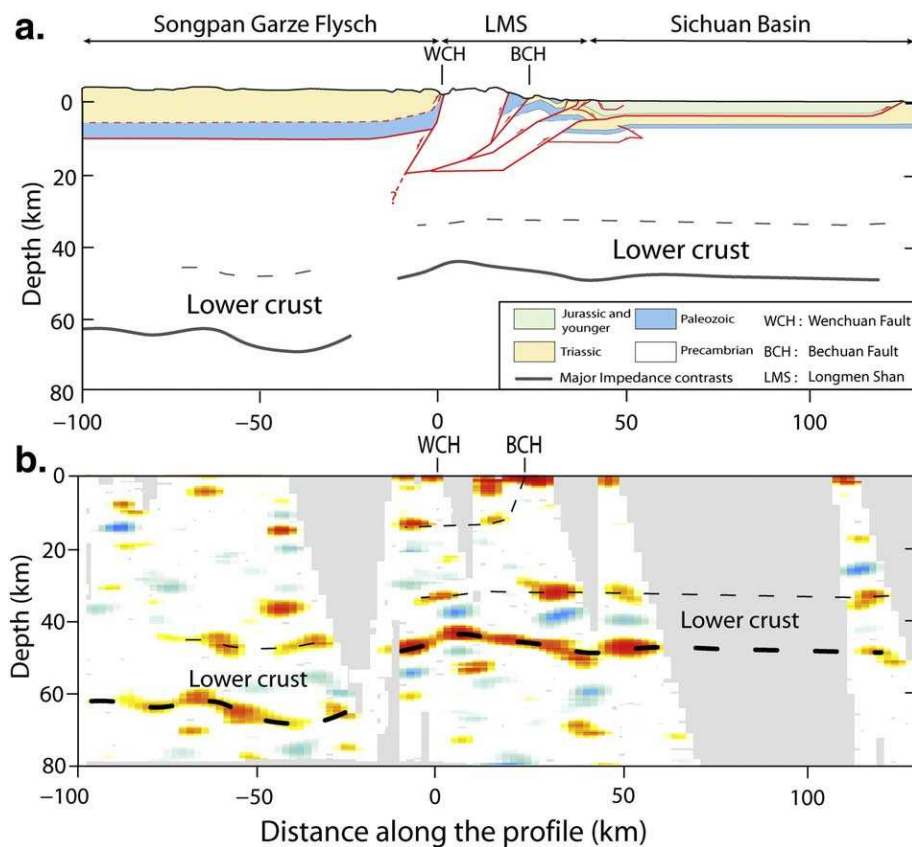 a.
Songpan Garze Flysch LMS Sichuan Basin
WCH BCH
0
20
40
60
80
Depth (km)
?
Lower crust
Lower crust
Jurassic and younger
Paleozoic
WCH : Wenchuan Fault
Triassic
Precambrian
BCH : Bechuan Fault
Major Impedance contrasts
LMS : Longmen Shan
−100 −50 0 50 100
b.
WCH BCH
0
20
40
60
80
Depth (km)
Lower crust
Lower crust
−100 −50 0 50 100
Distance along the profile (km)